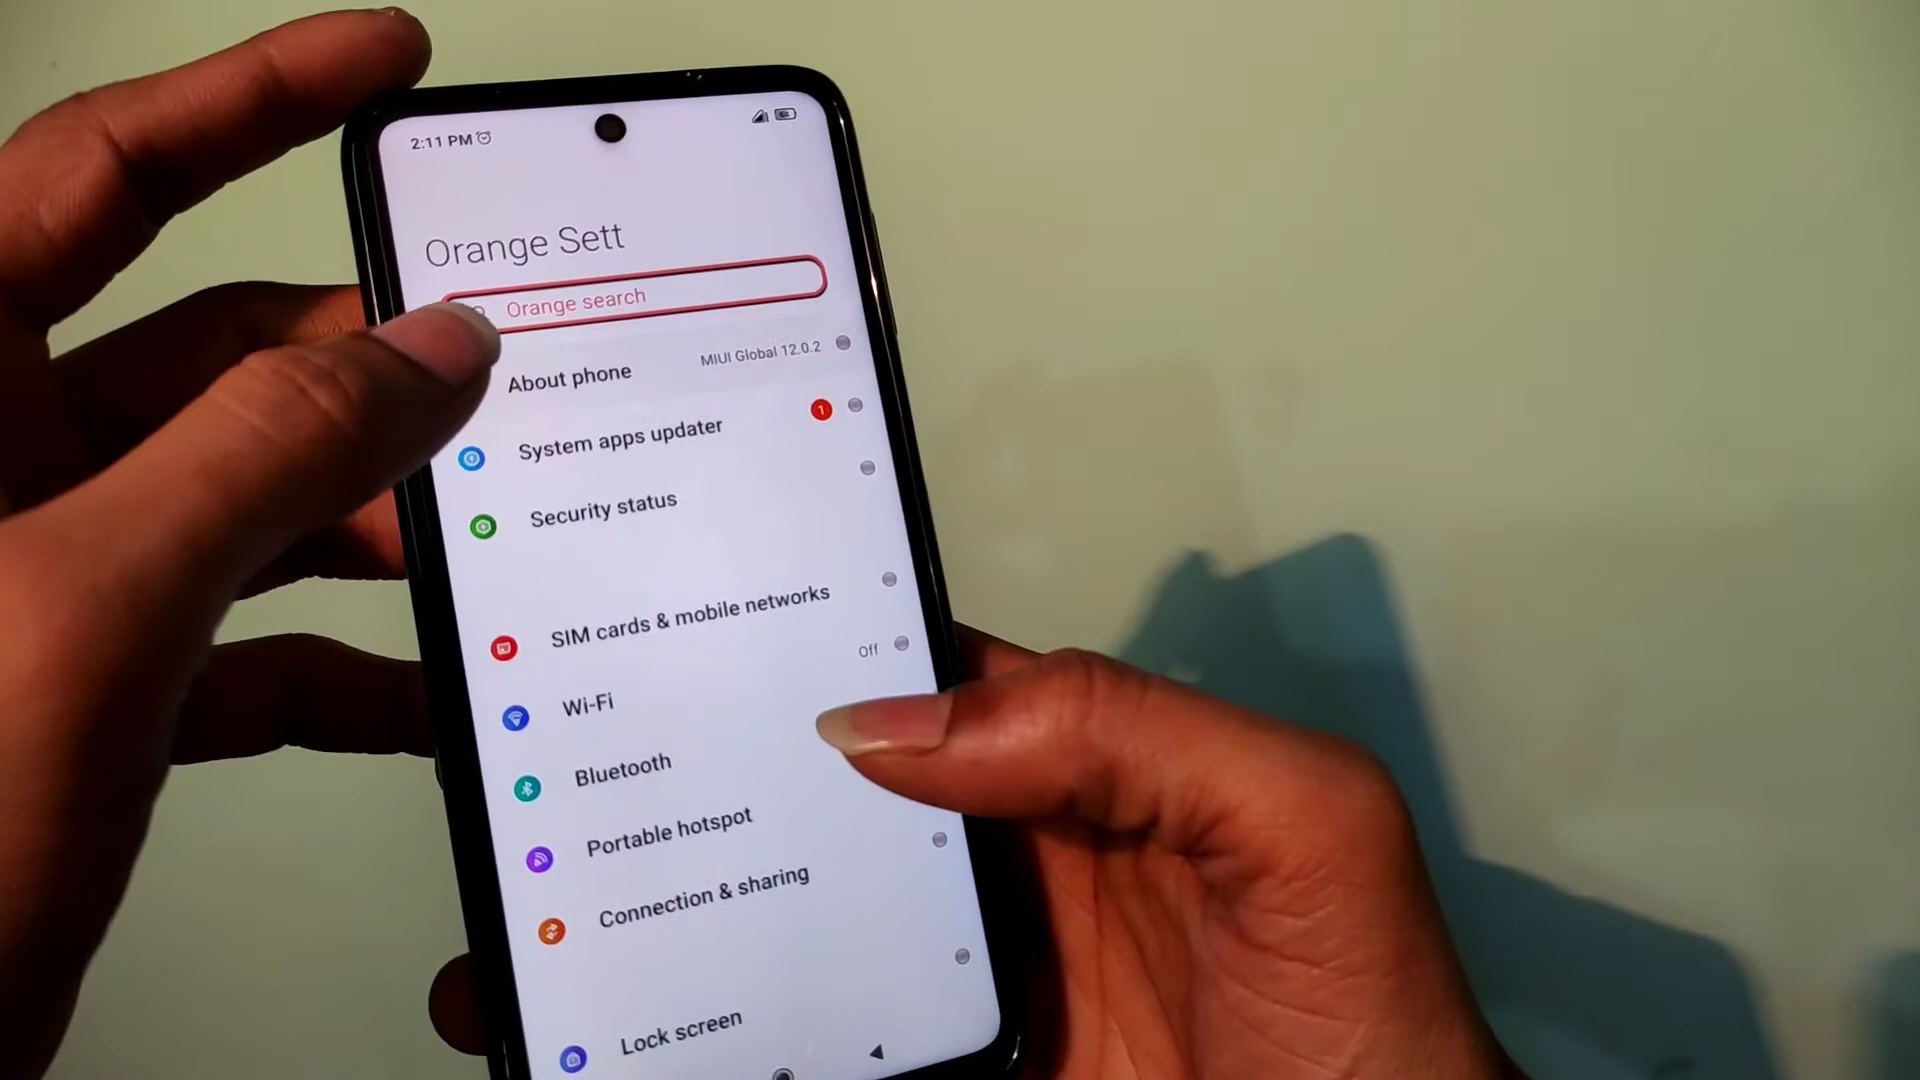 2:11 PM
Orange Sett
Orange search
About phone MIUI Global 12.0.2
System apps updater 1
Security status
SIM cards & mobile networks
Wi-Fi Off
Bluetooth
Portable hotspot
Connection & sharing
Lock screen